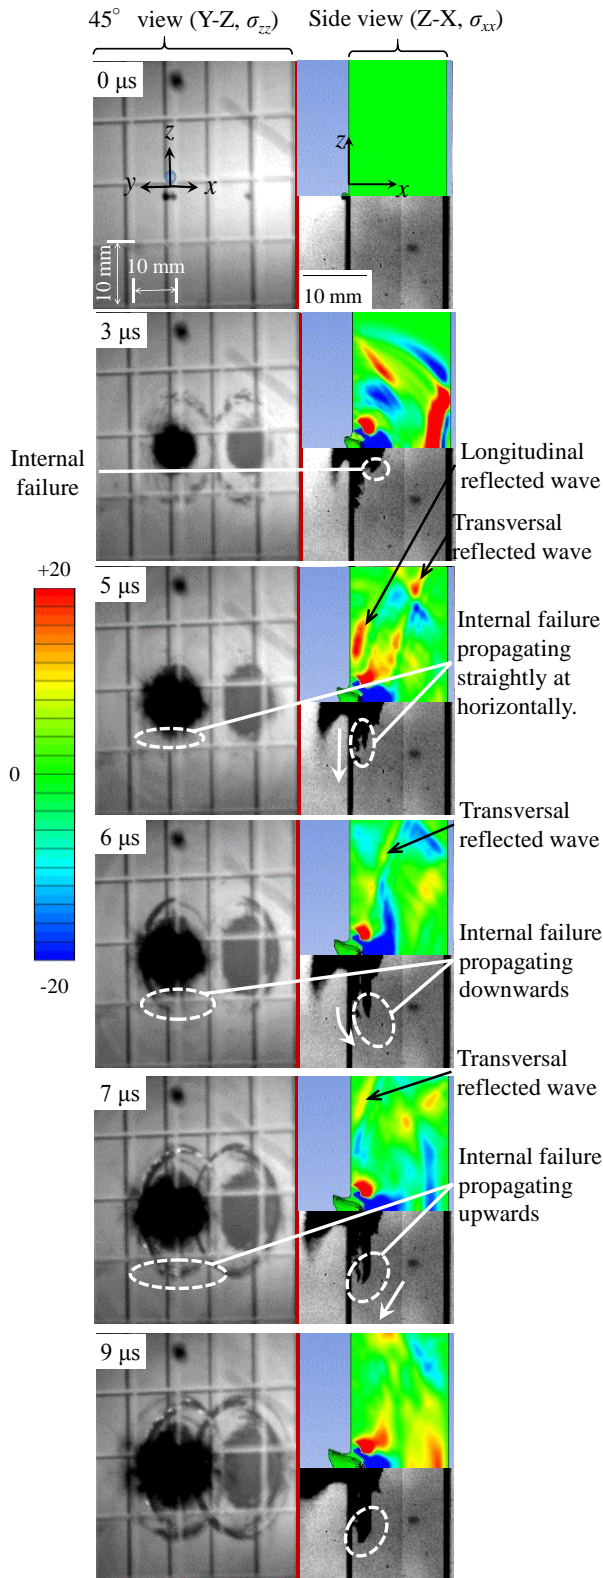 45° view (Y-Z, σzz)
Side view (Z-X, σxx)
0 μs
z
y
x
10 mm
10 mm
z
x
10 mm
3 μs
Internal
failure
Longitudinal
reflected wave
Transversal
reflected wave
+20
0
-20
5 μs
Internal failure
propagating
straightly at
horizontally.
6 μs
Transversal
reflected wave
Internal failure
propagating
downwards
7 μs
Transversal
reflected wave
Internal failure
propagating
upwards
9 μs